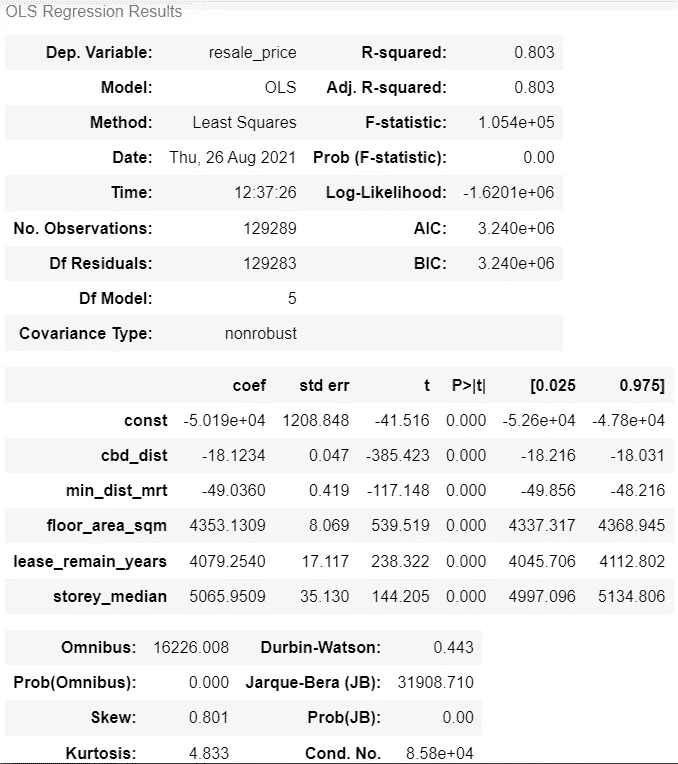 OLS Regression Results
Dep. Variable: resale_price R-squared: 0.803
Model: OLS Adj. R-squared: 0.803
Method: Least Squares F-statistic: 1.054e+05
Date: Thu, 26 Aug 2021 Prob (F-statistic): 0.00
Time: 12:37:26 Log-Likelihood: -1.6201e+06
No. Observations: 129289 AIC: 3.240e+06
Df Residuals: 129283 BIC: 3.240e+06
Df Model: 5
Covariance Type: nonrobust
coef std err t P>|t| [0.025 0.975]
const -5.019e+04 1208.848 -41.516 0.000 -5.26e+04 -4.78e+04
cbd_dist -18.1234 0.047 -385.423 0.000 -18.216 -18.031
min_dist_mrt -49.0360 0.419 -117.148 0.000 -49.856 -48.216
floor_area_sqm 4353.1309 8.069 539.519 0.000 4337.317 4368.945
lease_remain_years 4079.2540 17.117 238.322 0.000 4045.706 4112.802
storey_median 5065.9509 35.130 144.205 0.000 4997.096 5134.806
Omnibus: 16226.008 Durbin-Watson: 0.443
Prob(Omnibus): 0.000 Jarque-Bera (JB): 31908.710
Skew: 0.801 Prob(JB): 0.00
Kurtosis: 4.833 Cond. No. 8.58e+04